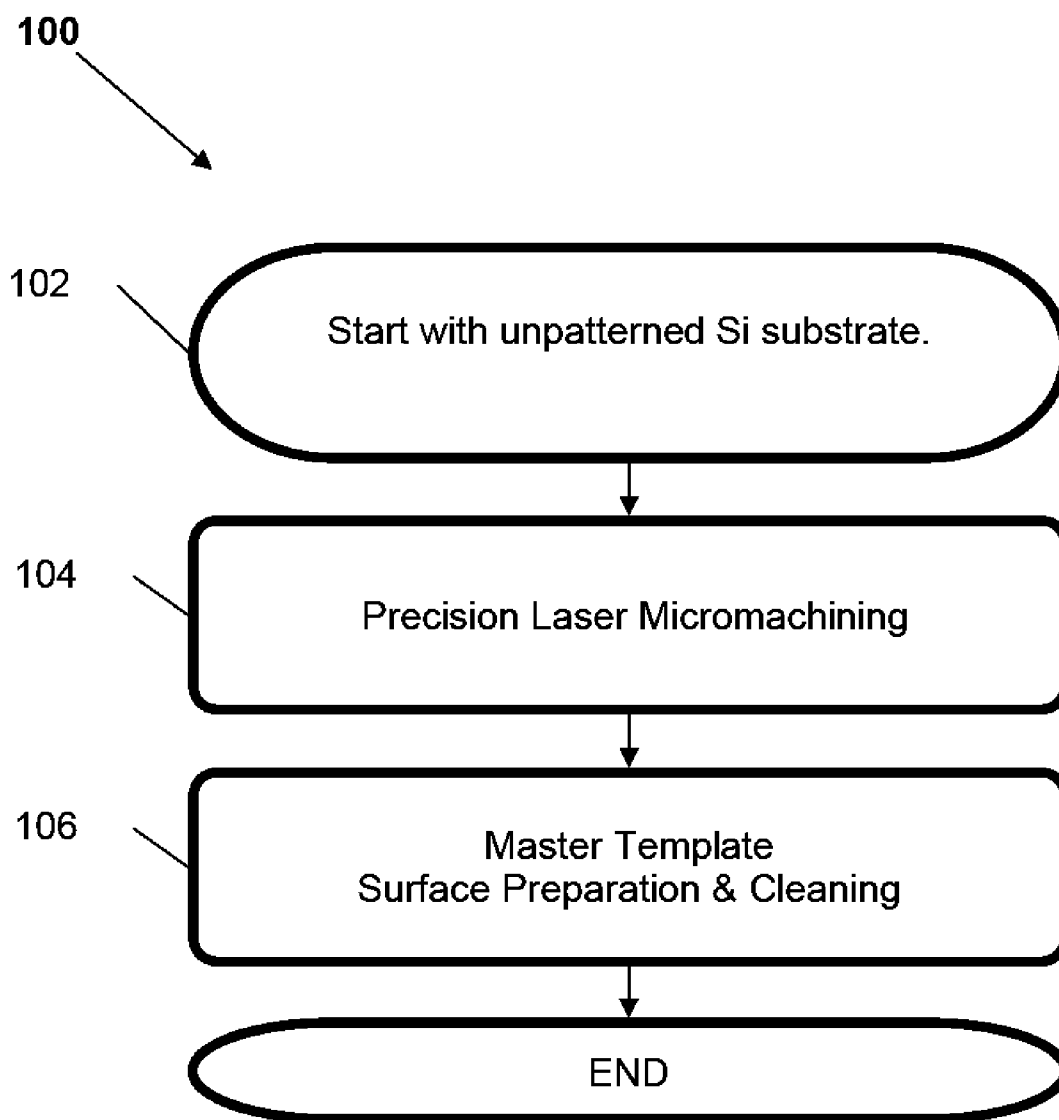 100
102
Start with unpatterned Si substrate.
104
Precision Laser Micromachining
106
Master Template
Surface Preparation & Cleaning
END